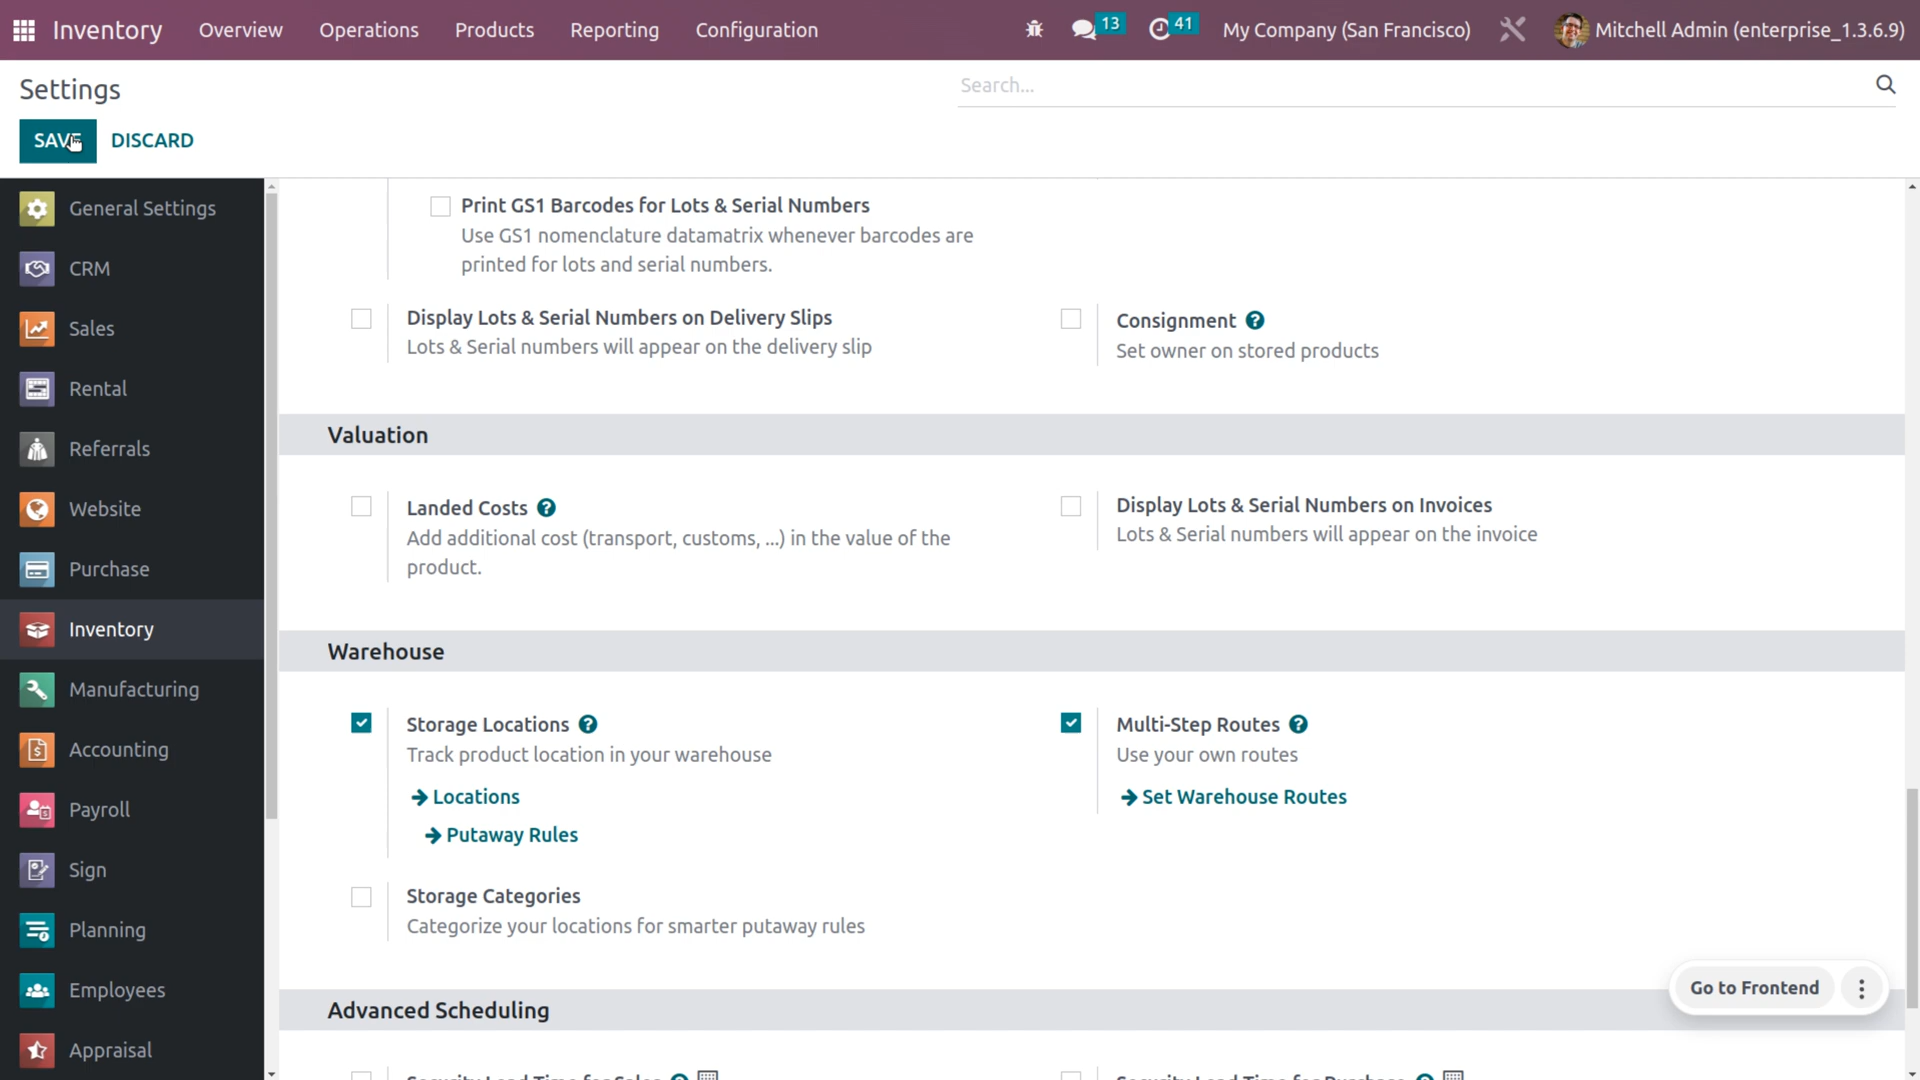 Inventory Overview Operations Products Reporting Configuration 13 41 My Company (San Francisco) Mitchell Admin (enterprise_1.3.6.9)
Settings
Search...
SAVE DISCARD
General Settings
CRM
Sales
Rental
Referrals
Website
Purchase
Inventory
Manufacturing
Accounting
Payroll
Sign
Planning
Employees
Appraisal
Print GS1 Barcodes for Lots & Serial Numbers
Use GS1 nomenclature datamatrix whenever barcodes are
printed for lots and serial numbers.
Display Lots & Serial Numbers on Delivery Slips
Lots & Serial numbers will appear on the delivery slip
Consignment ?
Set owner on stored products
Valuation
Landed Costs ?
Add additional cost (transport, customs, ...) in the value of the
product.
Display Lots & Serial Numbers on Invoices
Lots & Serial numbers will appear on the invoice
Warehouse
Storage Locations ?
Track product location in your warehouse
Locations
Putaway Rules
Multi-Step Routes ?
Use your own routes
Set Warehouse Routes
Storage Categories
Categorize your locations for smarter putaway rules
Go to Frontend
Advanced Scheduling
Security Lead Time for Sales ?
Security Lead Time for Purchase ?